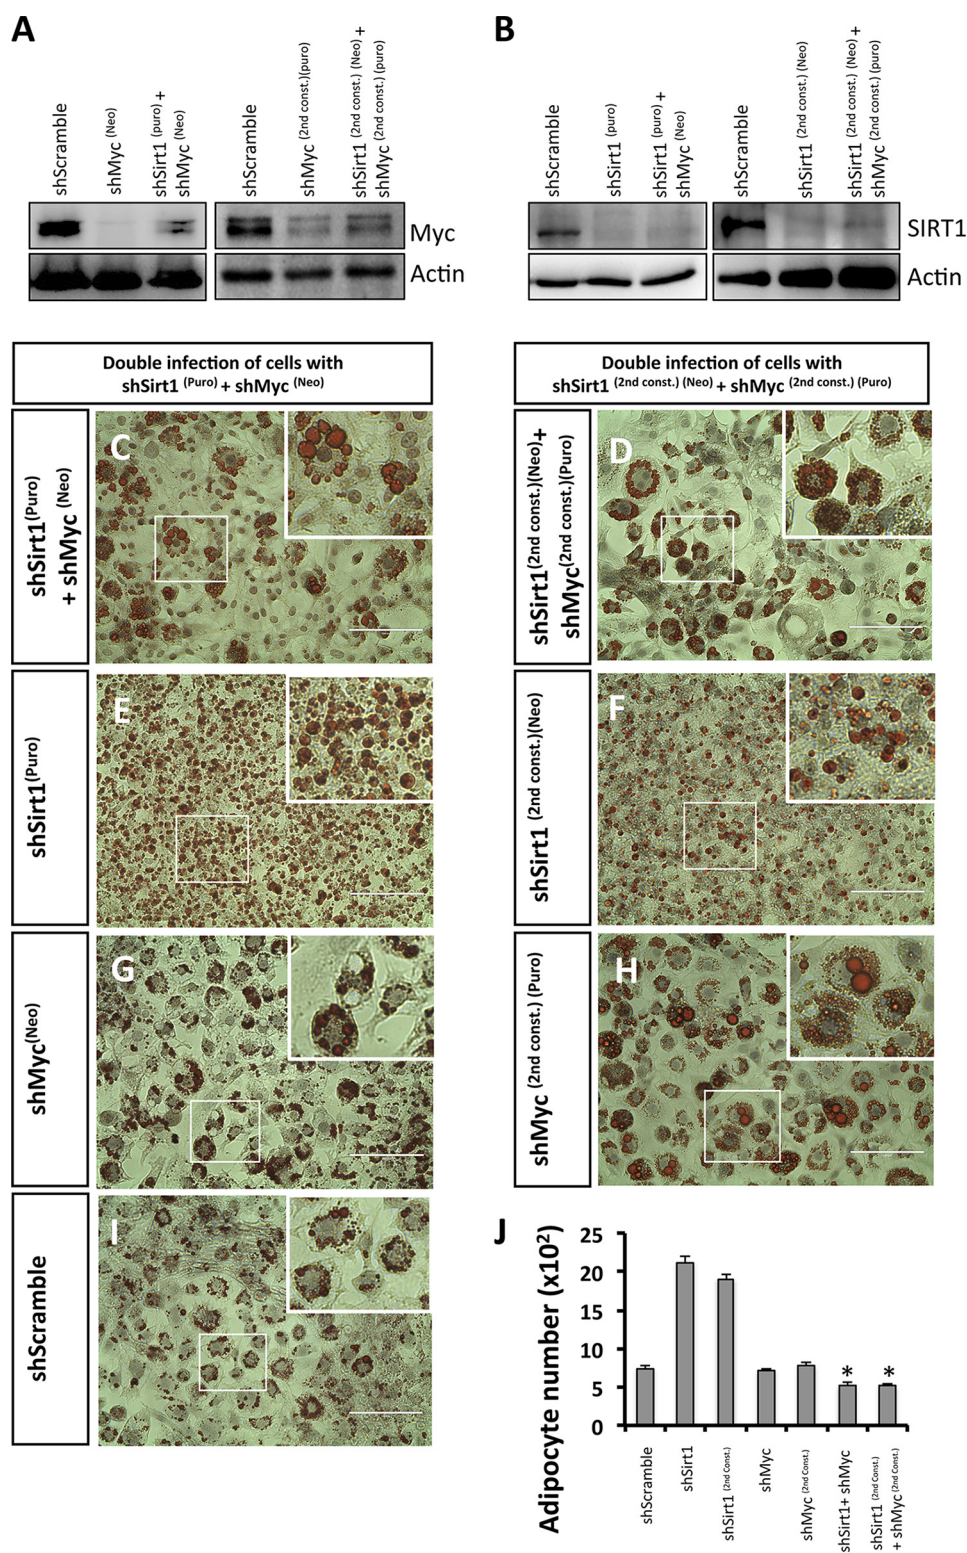 A
shScramble
shMyc (Neo)
shSirt1 (puro) +
shMyc (Neo)
shScramble
shMyc (2nd const.)(puro)
shSirt1 (2nd const.) (Neo) +
shMyc (2nd const.) (puro)
Myc
Actin
B
shScramble
shSirt1 (puro)
shSirt1 (puro) +
shMyc (Neo)
shScramble
shSirt1 (2nd const.) (Neo)
shSirt1 (2nd const.) (Neo) +
shMyc (2nd const.) (puro)
SIRT1
Actin
Double infection of cells with
shSirt1 (Puro) + shMyc (Neo)
Double infection of cells with
shSirt1 (2nd const.) (Neo) + shMyc (2nd const.) (Puro)
shSirt1(Puro)
+ shMyc(Neo)
C
shSirt1(2nd const.)(Neo)+
shMyc(2nd const.)(Puro)
D
shSirt1(Puro)
E
shSirt1 (2nd const.)(Neo)
F
shMyc(Neo)
G
shMyc (2nd const.) (Puro)
H
shScramble
I
J
Adipocyte number (x10²)
25
20
15
10
5
0
*
*
shScramble
shSirt1
shSirt1 (2nd Const.)
shMyc
shMyc (2nd Const.)
shSirt1+ shMyc
shSirt1 (2nd Const.)
+ shMyc (2nd Const.)